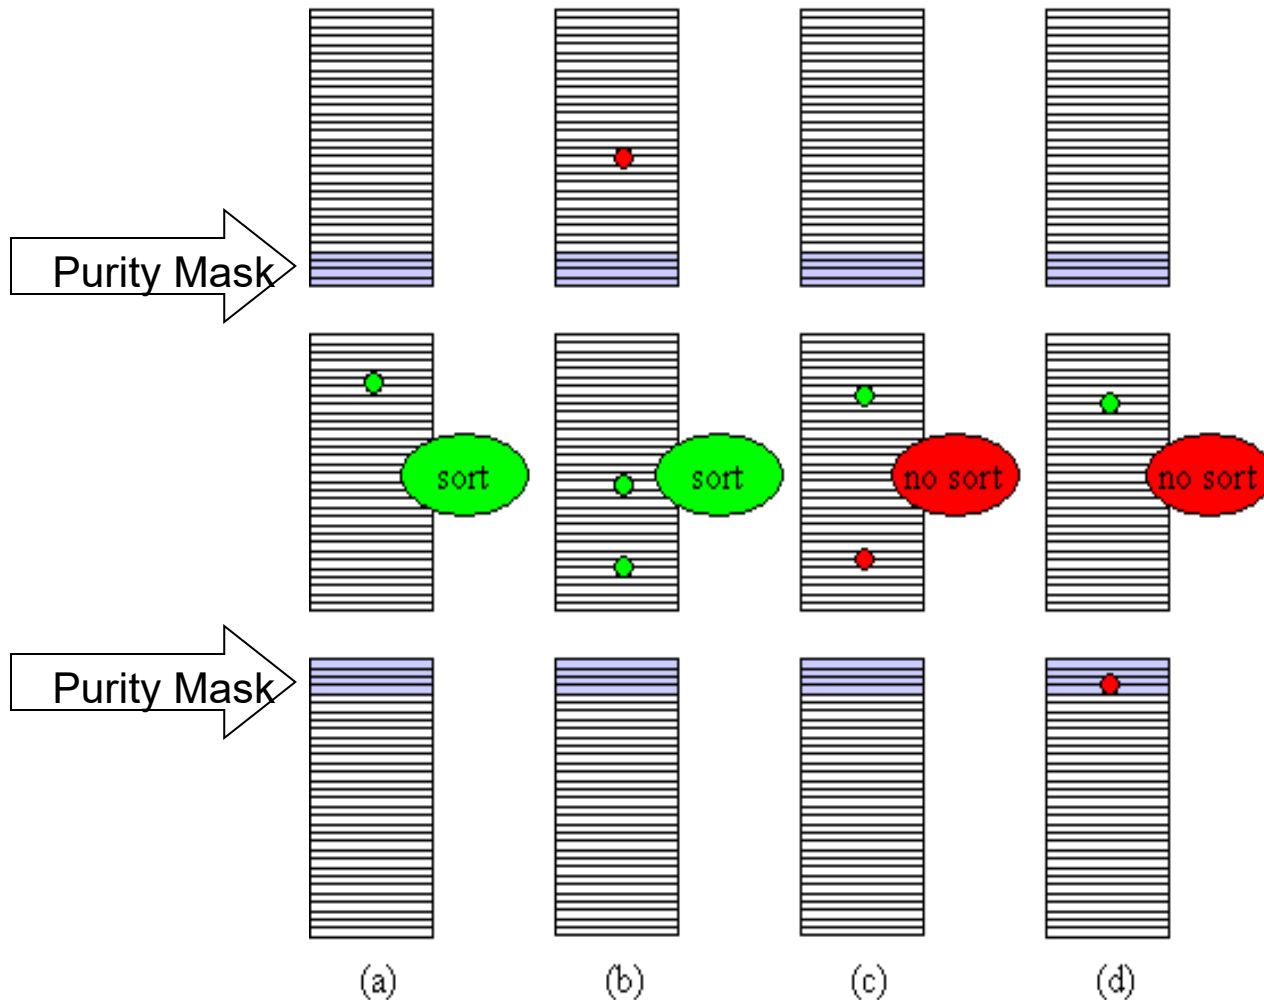 Purity Mask
sort
sort
no sort
no sort
Purity Mask
(a)
(b)
(c)
(d)